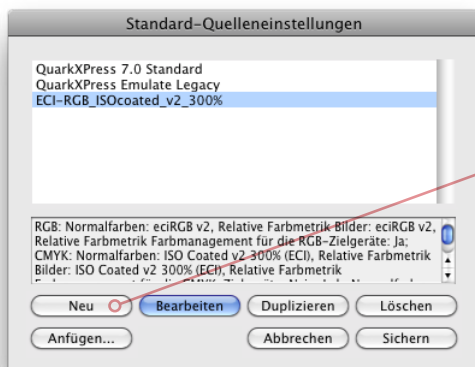 Standard-Quelleneinstellungen
QuarkXPress 7.0 Standard
QuarkXPress Emulate Legacy
ECI-RGB_ISOcoated_v2_300%
RGB: Normalfarben: eciRGB v2, Relative Farbmetrik Bilder: eciRGB v2,
Relative Farbmetrik Farbmanagement für die RGB-Zielgeräte: Ja;
CMYK: Normalfarben: ISO Coated v2 300% (ECI), Relative Farbmetrik
Bilder: ISO Coated v2 300% (ECI), Relative Farbmetrik
Neu Bearbeiten Duplizieren Löschen
Anfügen... Abbrechen Sichern